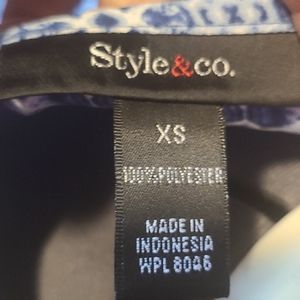 Style&co.
XS
100% POLYESTER
MADE IN
INDONESIA
WPL 8046